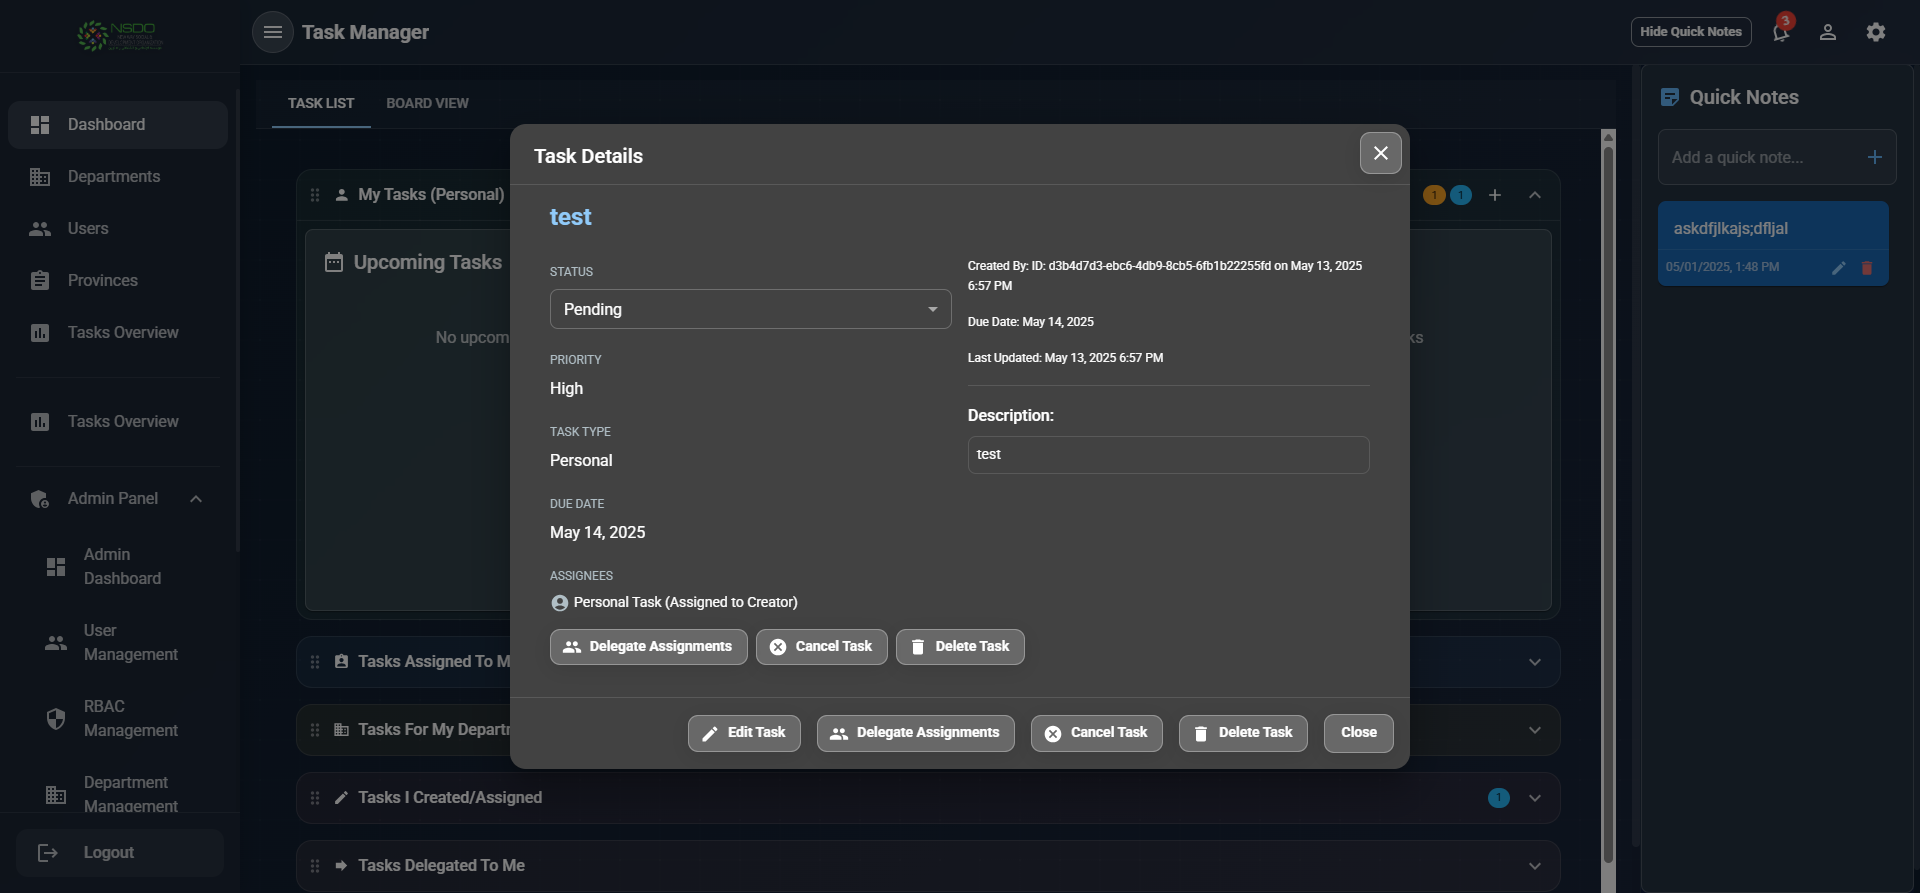 NSDO
Task Manager
Hide Quick Notes
3
Dashboard
Departments
Users
Provinces
Tasks Overview
Tasks Overview
Admin Panel
Admin
Dashboard
User
Management
RBAC
Management
Department
Management
Logout
TASK LIST
BOARD VIEW
My Tasks (Personal)
1
1
Upcoming Tasks
No upcom
ks
Tasks Assigned To M
Tasks For My Departm
Tasks I Created/Assigned
1
Tasks Delegated To Me
Task Details
test
STATUS
Pending
PRIORITY
High
TASK TYPE
Personal
DUE DATE
May 14, 2025
ASSIGNEES
Personal Task (Assigned to Creator)
Delegate Assignments
Cancel Task
Delete Task
Created By: ID: d3b4d7d3-ebc6-4db9-8cb5-6fb1b22255fd on May 13, 2025
6:57 PM
Due Date: May 14, 2025
Last Updated: May 13, 2025 6:57 PM
Description:
test
Edit Task
Delegate Assignments
Cancel Task
Delete Task
Close
Quick Notes
Add a quick note...
askdfjlkajs;dfljal
05/01/2025, 1:48 PM